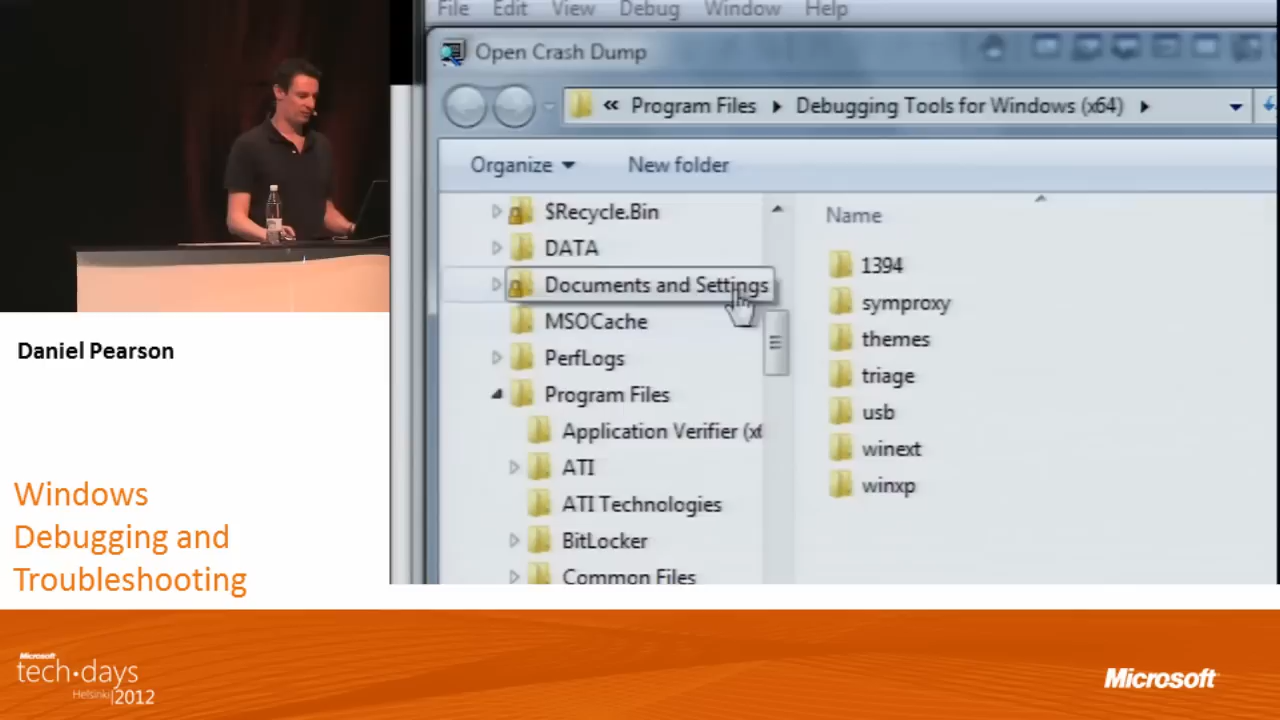 File Edit View Debug Window Help
Open Crash Dump
« Program Files Debugging Tools for Windows (x64)
Organize New folder
$Recycle.Bin
DATA
Documents and Settings
MSOCache
PerfLogs
Program Files
Application Verifier (x6
ATI
ATI Technologies
BitLocker
Common Files
Name
1394
symproxy
themes
triage
usb
winext
winxp
Daniel Pearson
Windows
Debugging and
Troubleshooting
Microsoft
tech·days
Helsinki|2012
Microsoft